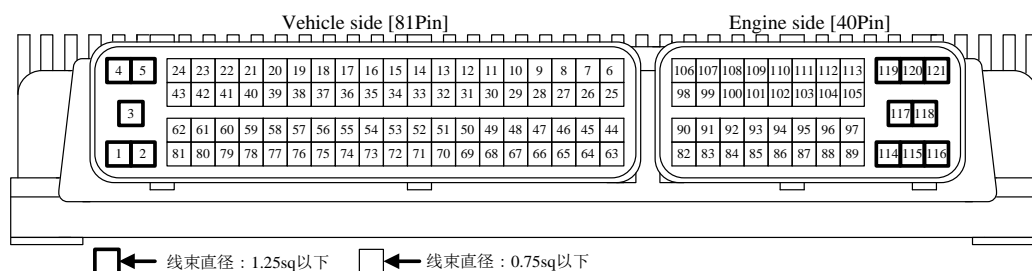 Vehicle side [81Pin] Engine side [40Pin]
4 5 24 23 22 21 20 19 18 17 16 15 14 13 12 11 10 9 8 7 6 106 107 108 109 110 111 112 113 119 120 121
43 42 41 40 39 38 37 36 35 34 33 32 31 30 29 28 27 26 25 98 99 100 101 102 103 104 105
3 117 118
62 61 60 59 58 57 56 55 54 53 52 51 50 49 48 47 46 45 44 90 91 92 93 94 95 96 97
1 2 81 80 79 78 77 76 75 74 73 72 71 70 69 68 67 66 65 64 63 82 83 84 85 86 87 88 89 114 115 116
线束直径：1.25sq以下 线束直径：0.75sq以下